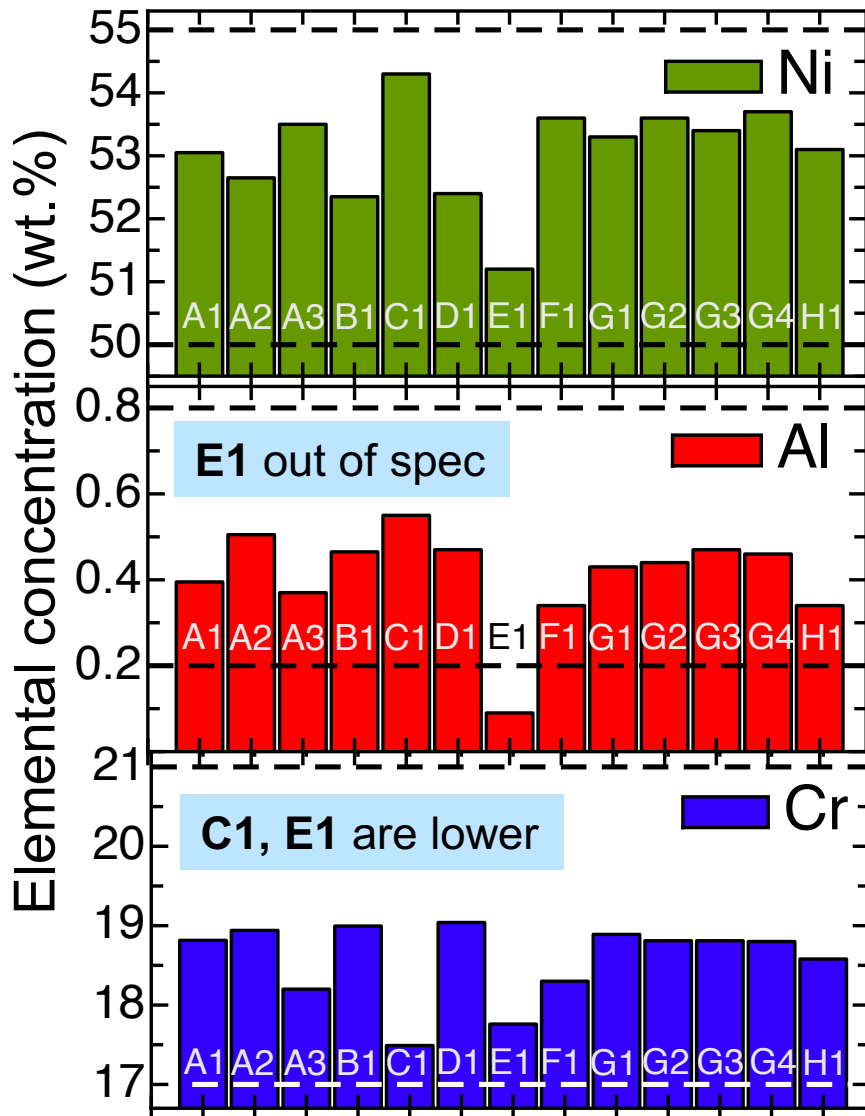 Elemental concentration (wt.%)
55
54
53
52
51
50
Ni
A1 A2 A3 B1 C1 D1 E1 F1 G1 G2 G3 G4 H1
0.8
0.6
0.4
0.2
E1 out of spec
Al
A1 A2 A3 B1 C1 D1 E1 F1 G1 G2 G3 G4 H1
21
20
19
18
17
C1, E1 are lower
Cr
A1 A2 A3 B1 C1 D1 E1 F1 G1 G2 G3 G4 H1